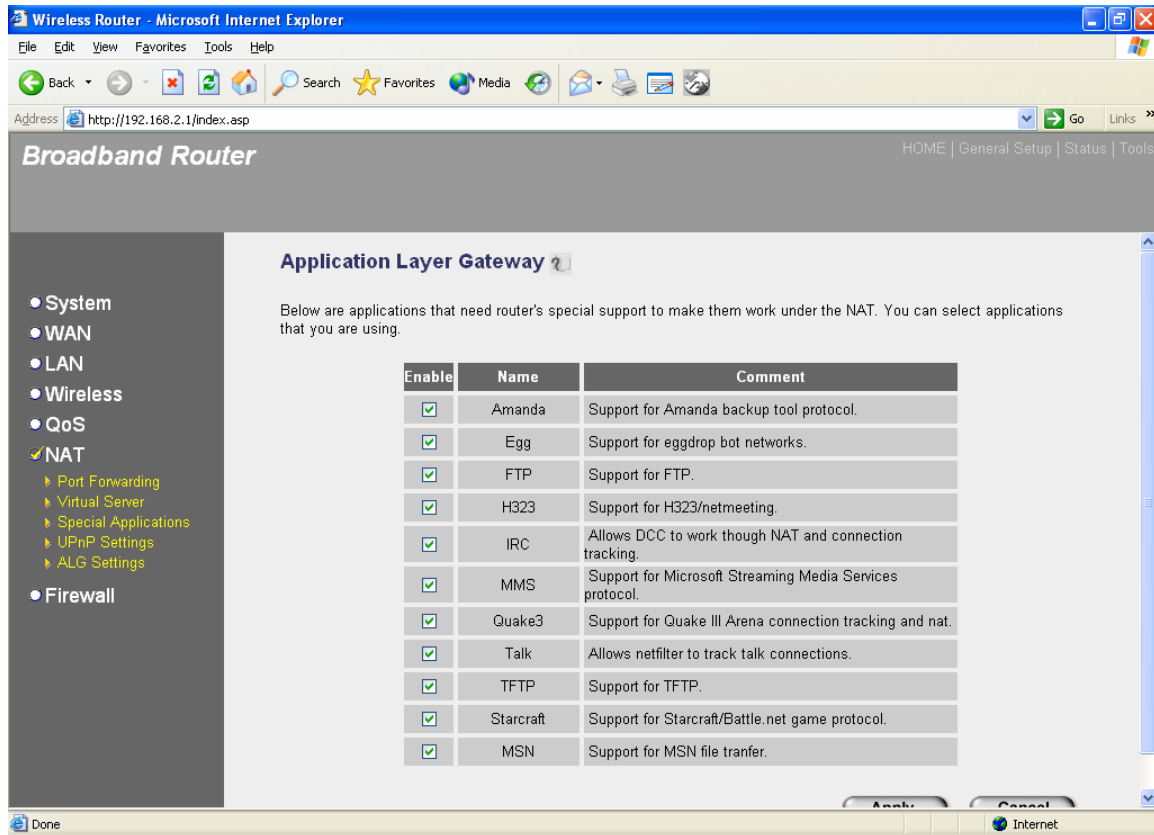 Wireless Router - Microsoft Internet Explorer
File Edit View Favorites Tools Help
Back Search Favorites Media
Address http://192.168.2.1/index.asp Go Links »
Broadband Router
HOME | General Setup | Status | Tools
System
WAN
LAN
Wireless
QoS
NAT
Port Forwarding
Virtual Server
Special Applications
UPnP Settings
ALG Settings
Firewall
Application Layer Gateway
Below are applications that need router's special support to make them work under the NAT. You can select applications
that you are using.
Enable Name Comment
Amanda Support for Amanda backup tool protocol.
Egg Support for eggdrop bot networks.
FTP Support for FTP.
H323 Support for H323/netmeeting.
IRC Allows DCC to work though NAT and connection
tracking.
MMS Support for Microsoft Streaming Media Services
protocol.
Quake3 Support for Quake III Arena connection tracking and nat.
Talk Allows netfilter to track talk connections.
TFTP Support for TFTP.
Starcraft Support for Starcraft/Battle.net game protocol.
MSN Support for MSN file tranfer.
Apply Cancel
Done Internet